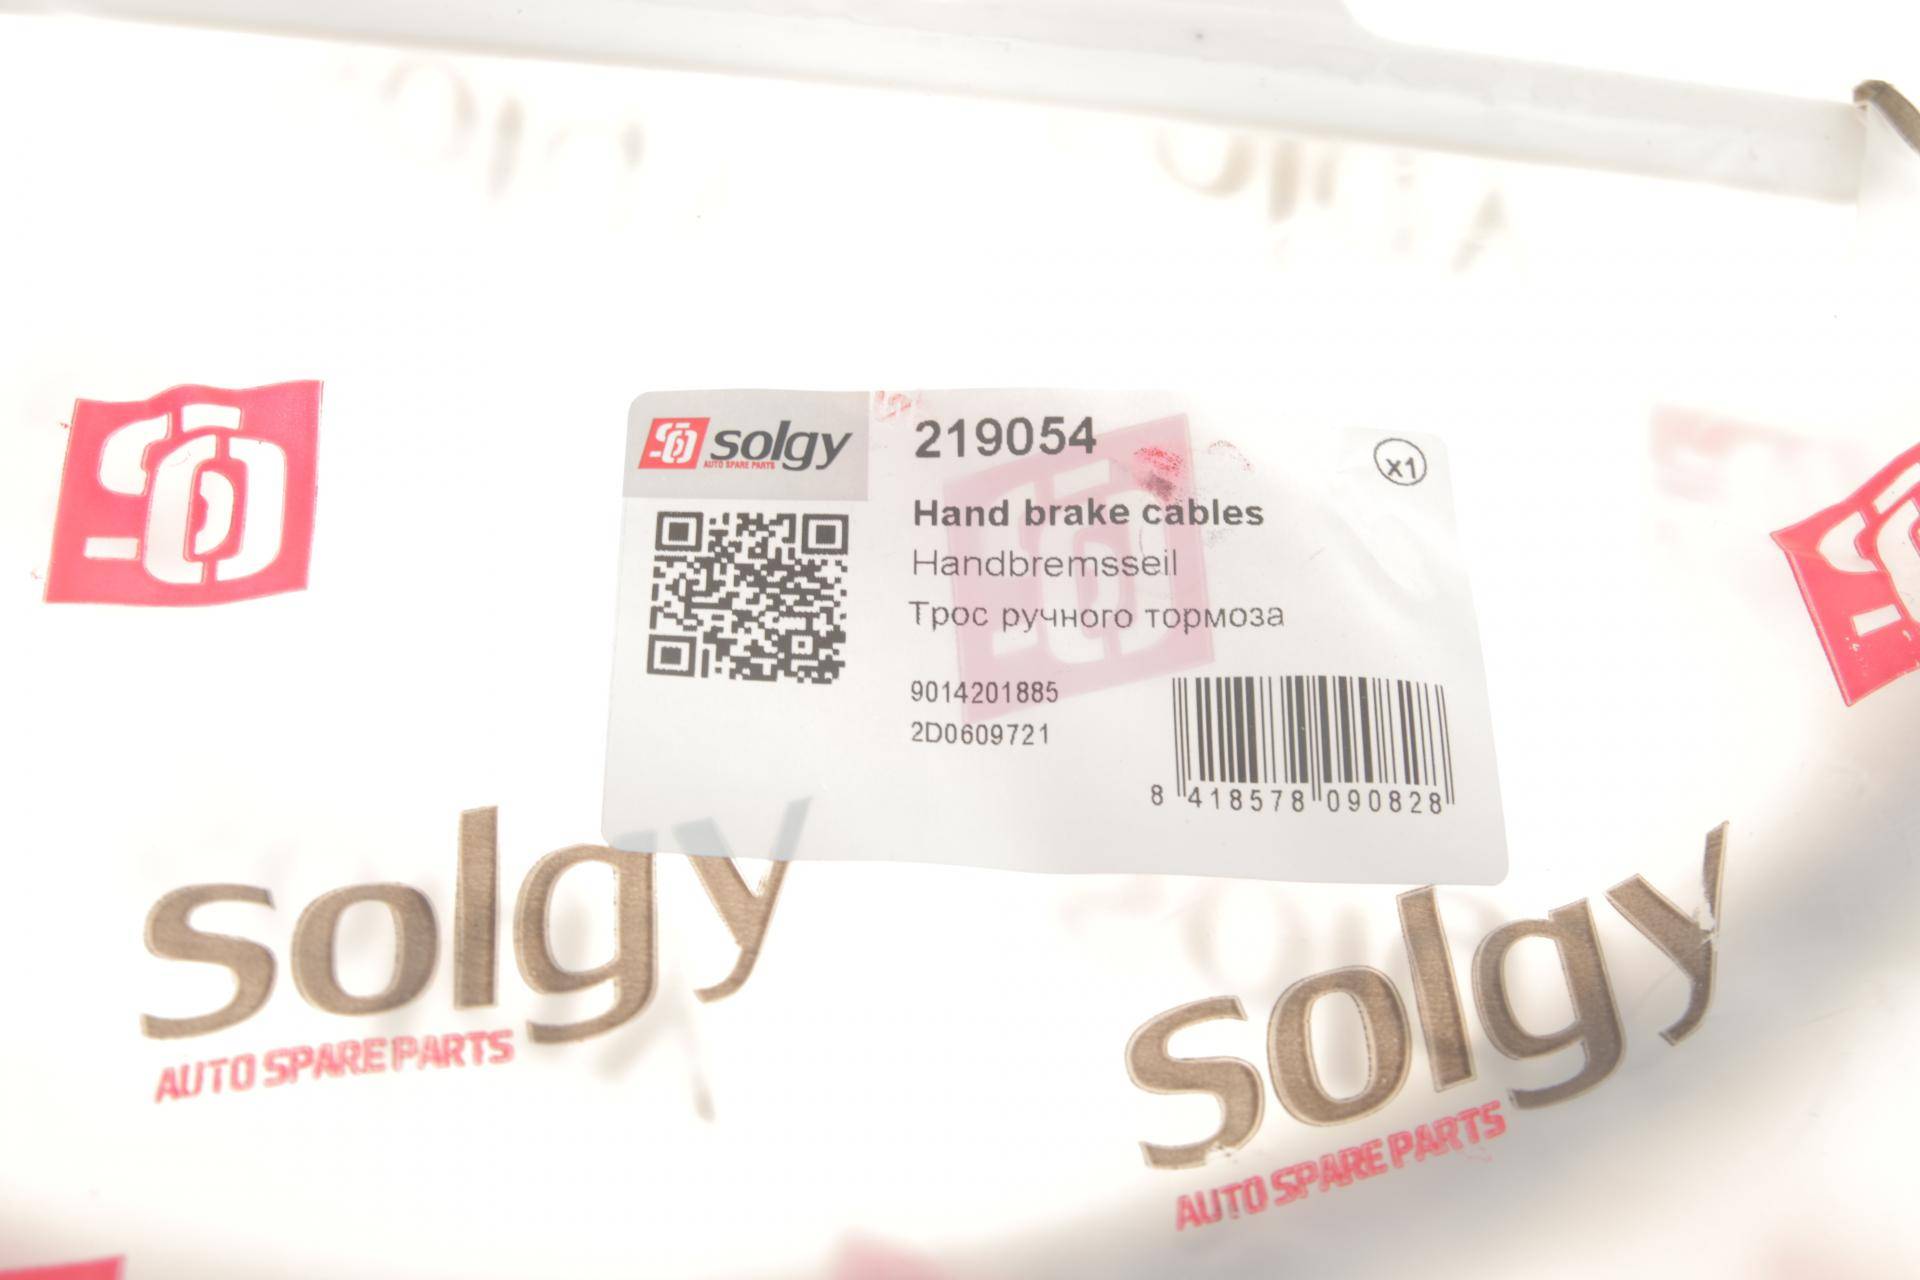 solgy
AUTO SPARE PARTS
219054
x1
Hand brake cables
Handbremsseil
Трос ручного тормоза
9014201885
2D0609721
8 418578 090828
solgy
AUTO SPARE PARTS
solgy
AUTO SPARE PARTS